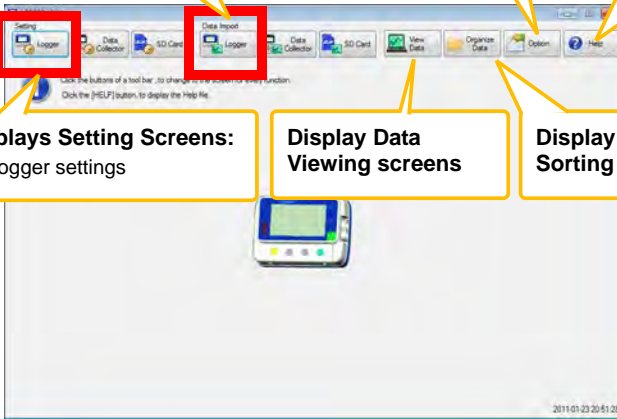 Setting
Data Import
Logger
Data
Collector
SD Card
Logger
Data
Collector
SD Card
View
Data
Organize
Data
Option
Help
Click the buttons of a tool bar ,to change to the screen for every function.
Click the [HELP] button, to display the Help file.
plays Setting Screens:
ogger settings
Display Data
Viewing screens
Display
Sorting
2011-01-23 20:51:28